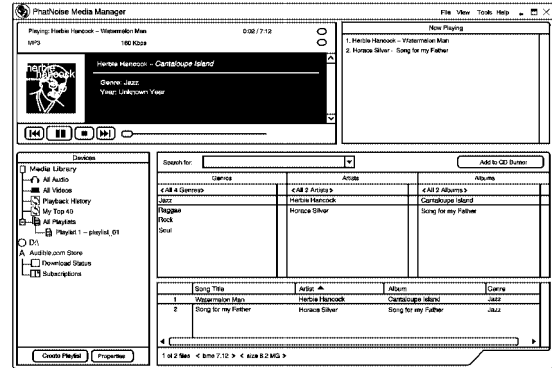 PhatNoise Media Manager
File View Tools Help
Playing: Herbie Hancock – Watermelon Man 0:02 / 7:12
MP3 160 Kbps
herbie hancock
Herbie Hancock – Cantaloupe Island
Genre: Jazz
Year: Unknown Year
Now Playing
1. Herbie Hancock – Watermelon Man
2. Horace Silver - Song for my Father
Devices
Media Library
All Audio
All Videos
Playback History
My Top 40
All Playlists
Playlist 1 – playlist_01
D:\
A Audible.com Store
Download Status
Subscriptions
Create Playlist Properties
Search for: Add to CD Burner
Genres Artists Albums
<All 4 Genres> <All 2 Artists> <All 2 Albums>
Jazz Herbie Hancock Cantaloupe Island
Raggae Horace Silver Song for my Father
Rock
Soul
Song Title Artist Album Genre
1 Watermelon Man Herbie Hancock Cantaloupe Island Jazz
2 Song for my Father Horace Silver Song for my Father Jazz
1 of 2 files < time 7.12 > < size 8.2 MG >